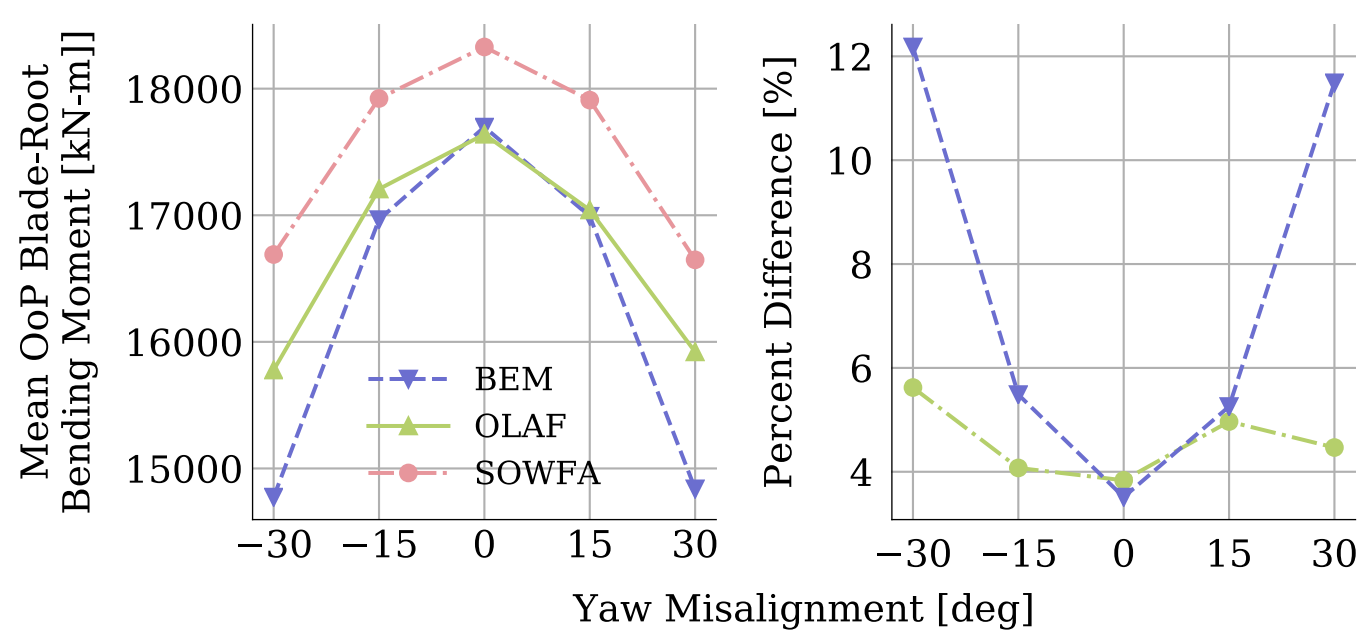 Mean OoP Blade-Root
Bending Moment [kN-m]]
18000
17000
16000
15000
−30 −15 0 15 30
BEM
OLAF
SOWFA
Percent Difference [%]
12
10
8
6
4
−30 −15 0 15 30
Yaw Misalignment [deg]